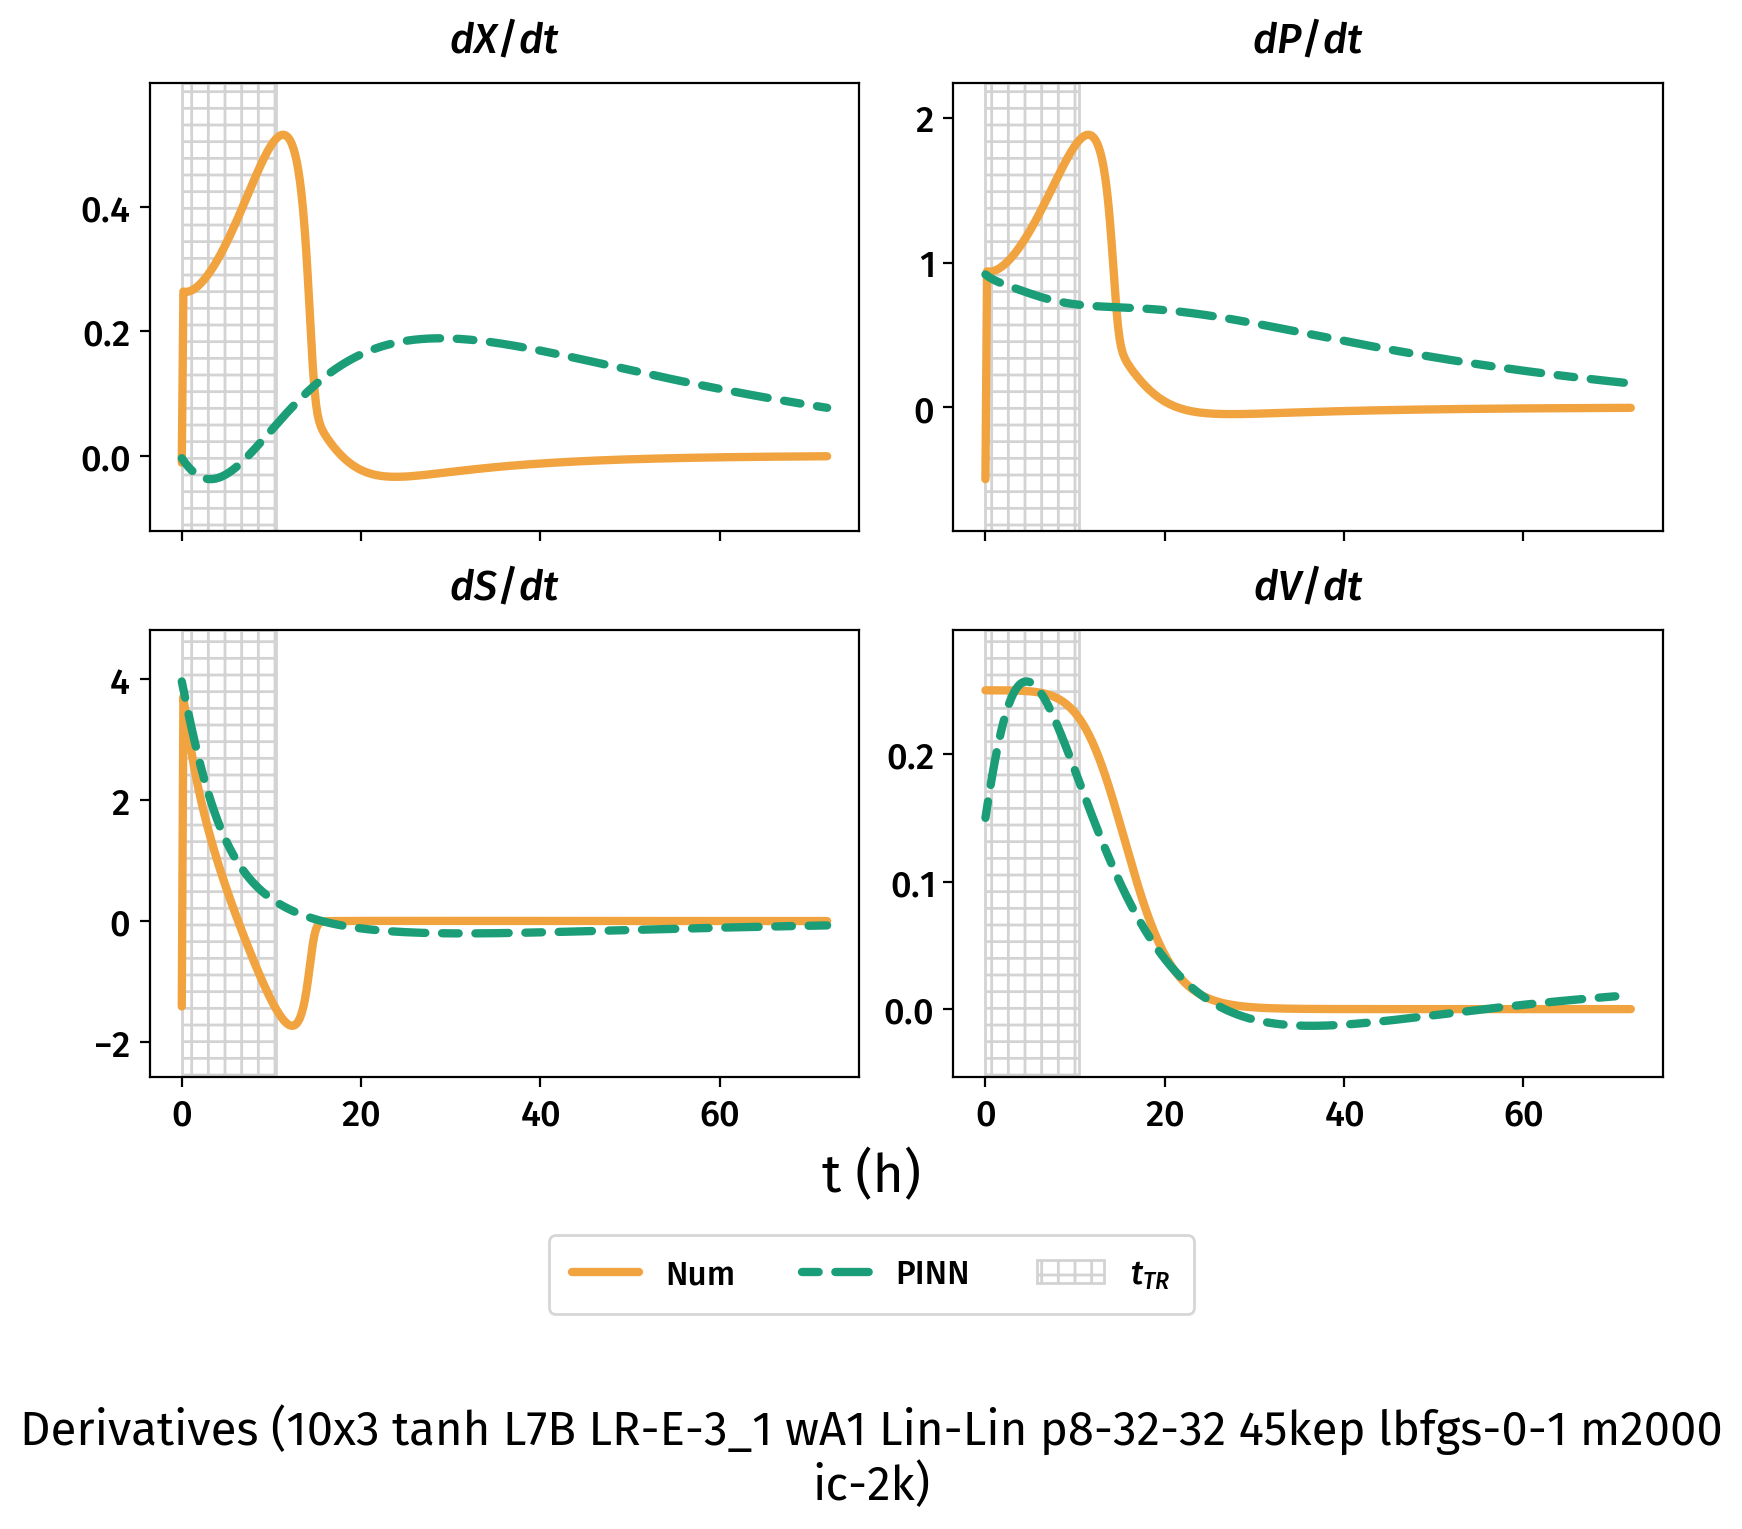 dX/dt
dP/dt
0.4
0.2
0.0
2
1
0
dS/dt
dV/dt
4
2
0
−2
0.2
0.1
0.0
0 20 40 60
0 20 40 60
t (h)
Num PINN t_TR
Derivatives (10x3 tanh L7B LR-E-3_1 wA1 Lin-Lin p8-32-32 45kep lbfgs-0-1 m2000
ic-2k)